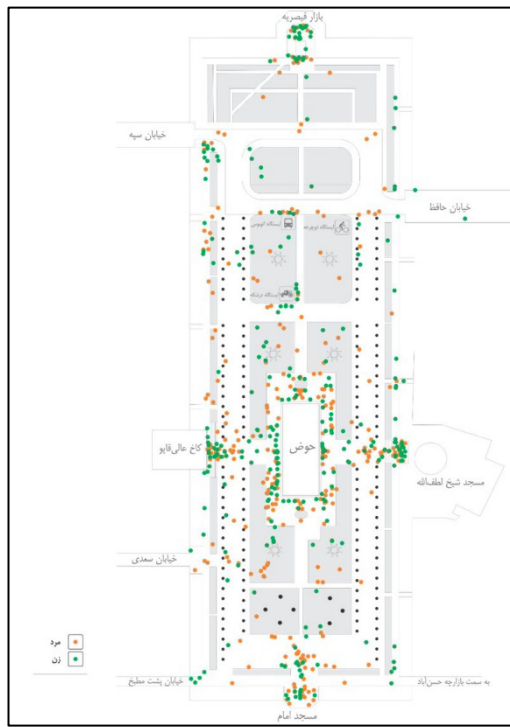 بازار قیصریه
خیابان سپه
خیابان حافظ
ایستگاه اتوبوس
ایستگاه دوچرخه
ایستگاه درشکه
حوض
کاخ عالی‌قاپو
مسجد شیخ لطف‌الله
خیابان سعدی
مرد
زن
خیابان پشت مطبخ
به سمت بازارچه حسن‌آباد
مسجد امام